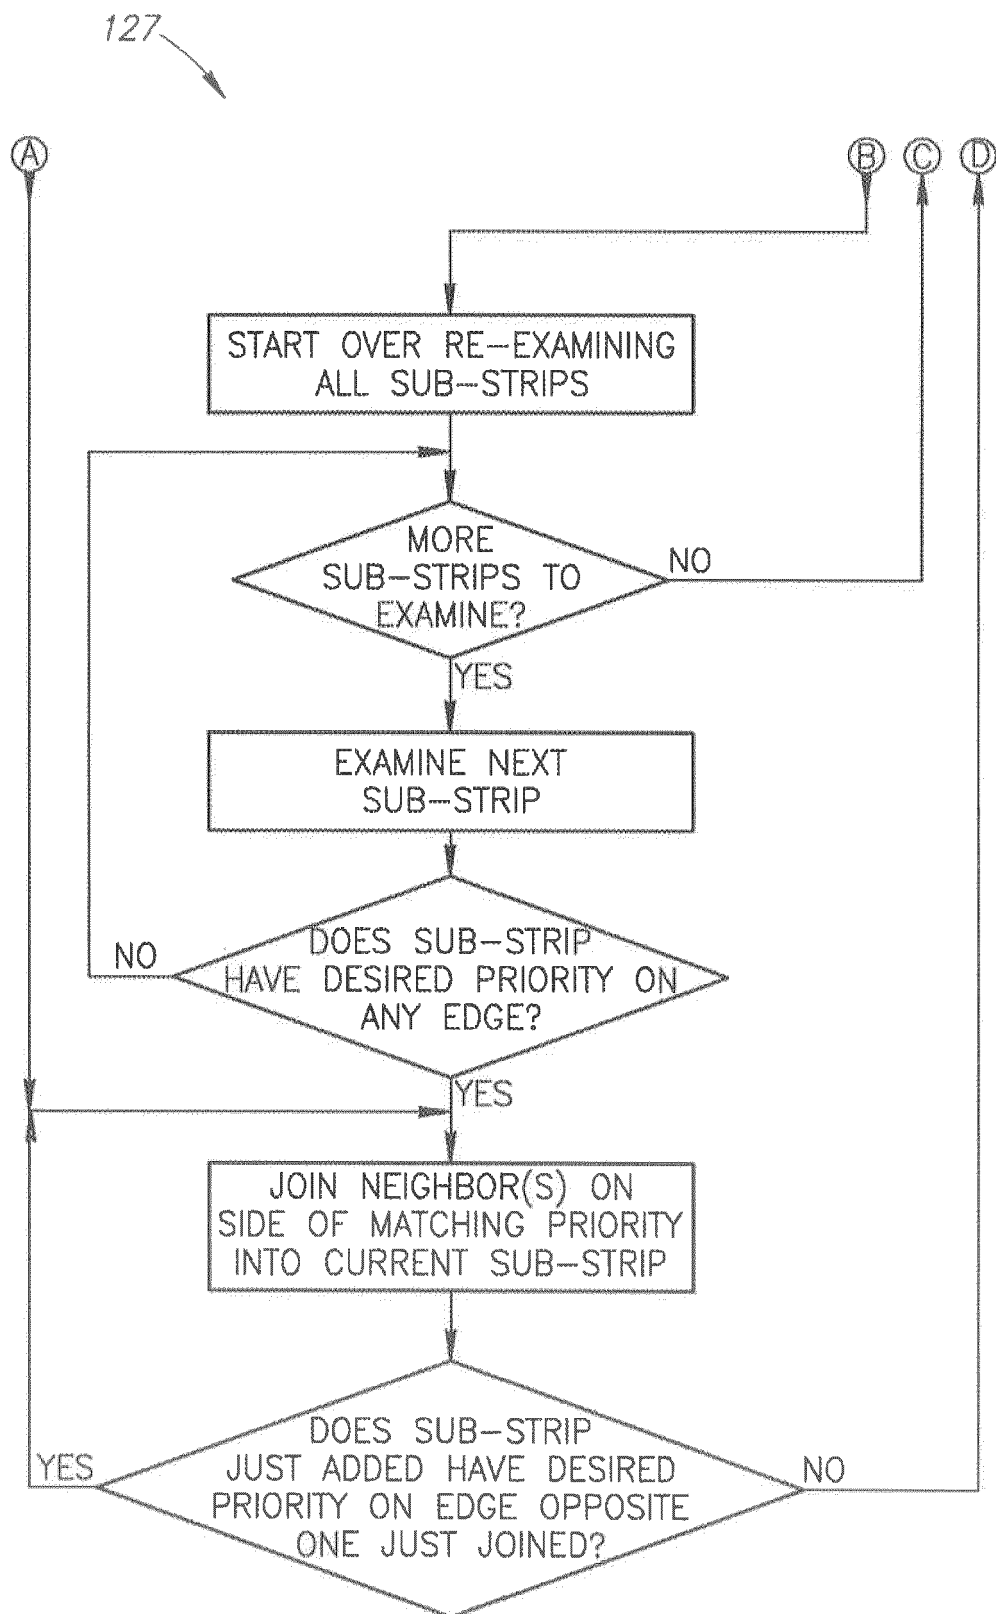 127
A
B C D
START OVER RE-EXAMINING
ALL SUB-STRIPS
MORE
SUB-STRIPS TO
EXAMINE?
NO
YES
EXAMINE NEXT
SUB-STRIP
DOES SUB-STRIP
HAVE DESIRED PRIORITY ON
ANY EDGE?
NO
YES
JOIN NEIGHBOR(S) ON
SIDE OF MATCHING PRIORITY
INTO CURRENT SUB-STRIP
DOES SUB-STRIP
JUST ADDED HAVE DESIRED
PRIORITY ON EDGE OPPOSITE
ONE JUST JOINED?
YES
NO